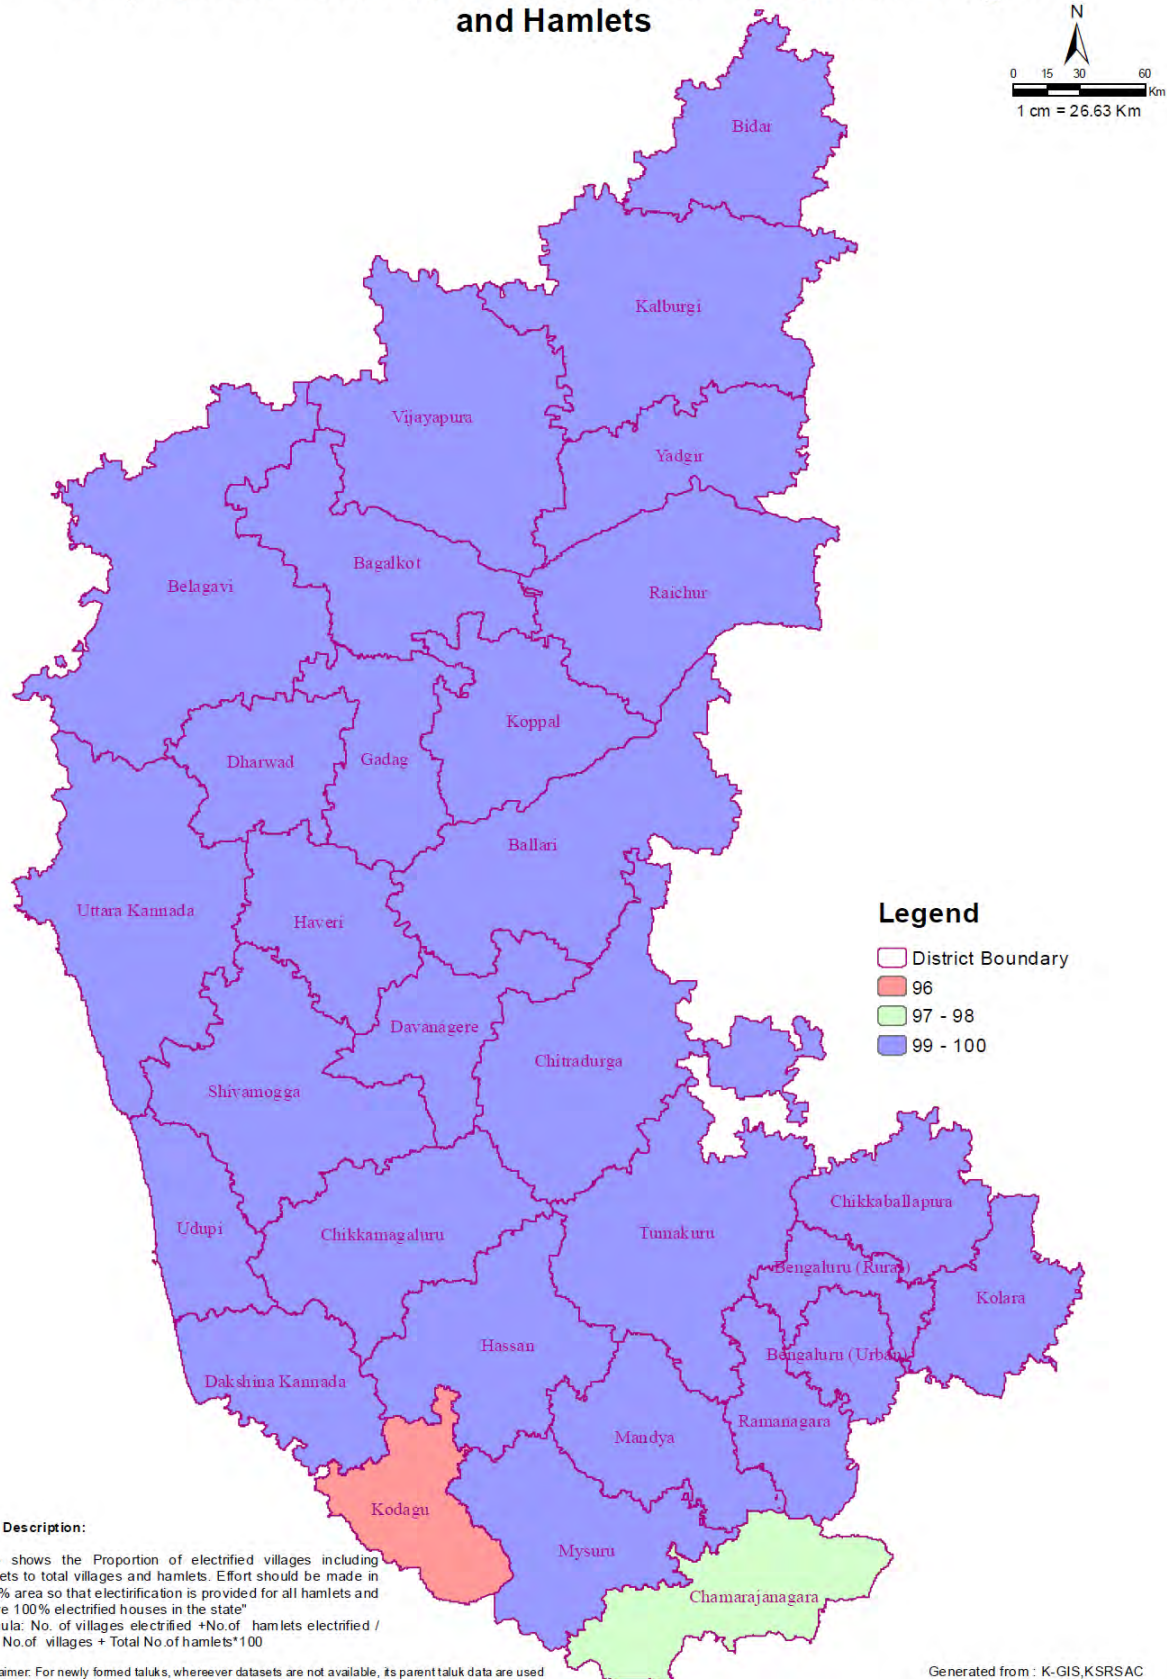 and Hamlets
N
0 15 30 60
Km
1 cm = 26.63 Km
Bidar
Kalburgi
Vijayapura
Yadgir
Bagalkot
Belagavi
Raichur
Koppal
Dharwad
Gadag
Ballari
Uttara Kannada
Haveri
Legend
District Boundary
96
97 - 98
99 - 100
Davanagere
Chitradurga
Shivamogga
Chikkaballapura
Udupi
Chikkamagaluru
Tumakuru
Bengaluru (Rural)
Kolara
Hassan
Bengaluru (Urban)
Dakshina Kannada
Ramanagara
Mandya
Kodagu
Mysuru
Chamarajanagara
Description:
shows the Proportion of electrified villages including
ets to total villages and hamlets. Effort should be made in
% area so that electirification is provided for all hamlets and
e 100% electrified houses in the state"
ula: No. of villages electrified +No.of hamlets electrified /
No.of villages + Total No.of hamlets*100
aimer: For newly formed taluks, whereever datasets are not available, its parent taluk data are used
Generated from : K-GIS,KSRSAC